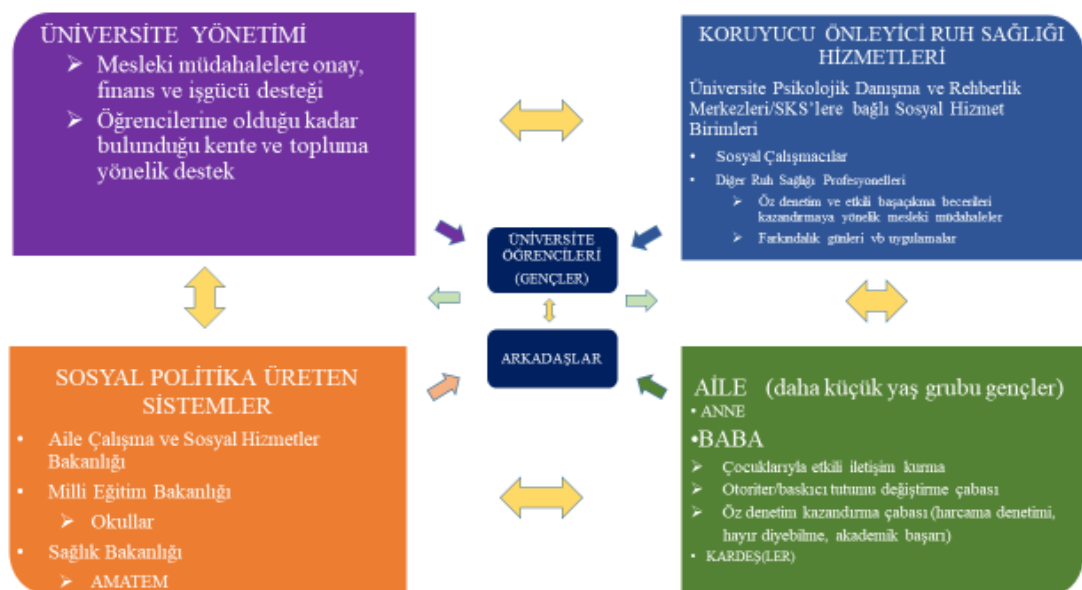 ÜNİVERSİTE YÖNETİMİ
➢ Mesleki müdahalelere onay,
finans ve işgücü desteği
➢ Öğrencilerine olduğu kadar
bulunduğu kente ve topluma
yönelik destek
KORUYUCU ÖNLEYİCİ RUH SAĞLIĞI
HİZMETLERİ
Üniversite Psikolojik Danışma ve Rehberlik
Merkezleri/SKS’lere bağlı Sosyal Hizmet
Birimleri
• Sosyal Çalışmacılar
• Diğer Ruh Sağlığı Profesyonelleri
➢ Öz denetim ve etkili başaçıkma becerileri
kazandırmaya yönelik mesleki müdahaleler
➢ Farkındalık günleri vb uygulamalar
ÜNİVERSİTE
ÖĞRENCİLERİ
(GENÇLER)
ARKADAŞLAR
SOSYAL POLİTİKA ÜRETEN
SİSTEMLER
• Aile Çalışma ve Sosyal Hizmetler
Bakanlığı
• Milli Eğitim Bakanlığı
➢ Okullar
• Sağlık Bakanlığı
➢ AMATEM
AİLE (daha küçük yaş grubu gençler)
• ANNE
•BABA
➢ Çocuklarıyla etkili iletişim kurma
➢ Otoriter/baskıcı tutumu değiştirme çabası
➢ Öz denetim kazandırma çabası (harcama denetimi,
hayır diyebilme, akademik başarı)
• KARDEŞ(LER)